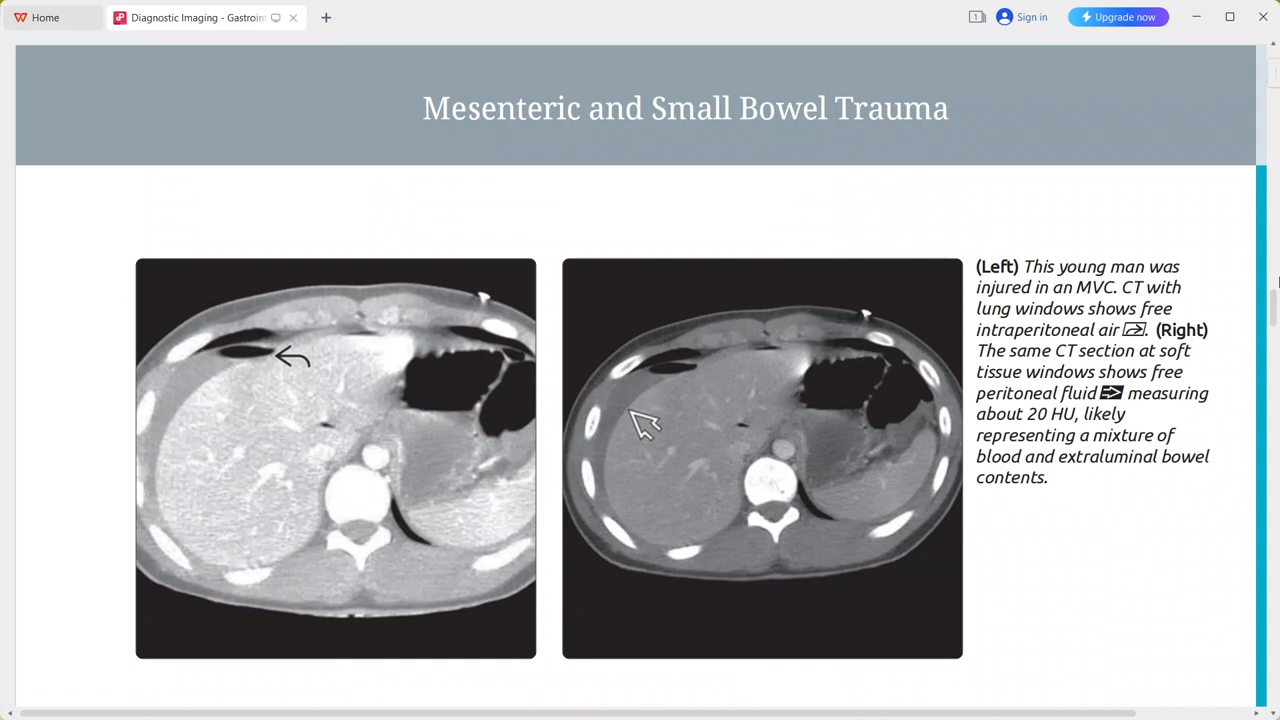 Home
Diagnostic Imaging - Gastroint
1
Sign in
Upgrade now
Mesenteric and Small Bowel Trauma
(Left) This young man was
injured in an MVC. CT with
lung windows shows free
intraperitoneal air. (Right)
The same CT section at soft
tissue windows shows free
peritoneal fluid measuring
about 20 HU, likely
representing a mixture of
blood and extraluminal bowel
contents.